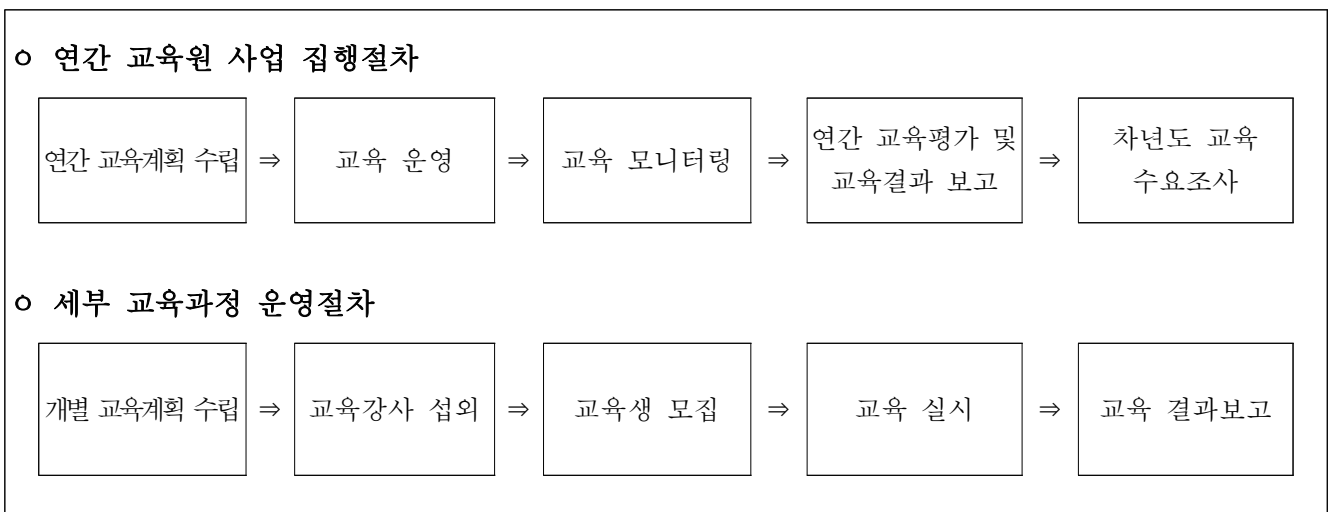 ㅇ 연간 교육원 사업 집행절차
연간 교육계획 수립 ⇒ 교육 운영 ⇒ 교육 모니터링 ⇒ 연간 교육평가 및 교육결과 보고 ⇒ 차년도 교육 수요조사
ㅇ 세부 교육과정 운영절차
개별 교육계획 수립 ⇒ 교육강사 섭외 ⇒ 교육생 모집 ⇒ 교육 실시 ⇒ 교육 결과보고